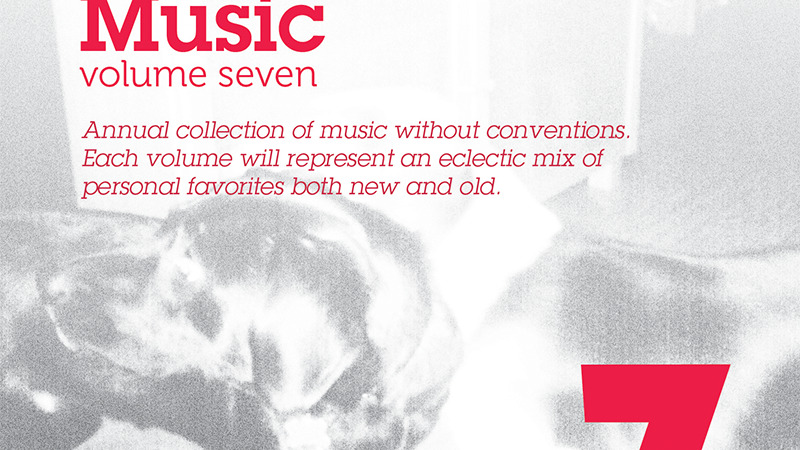 Music
volume seven
Annual collection of music without conventions.
Each volume will represent an eclectic mix of
personal favorites both new and old.
7